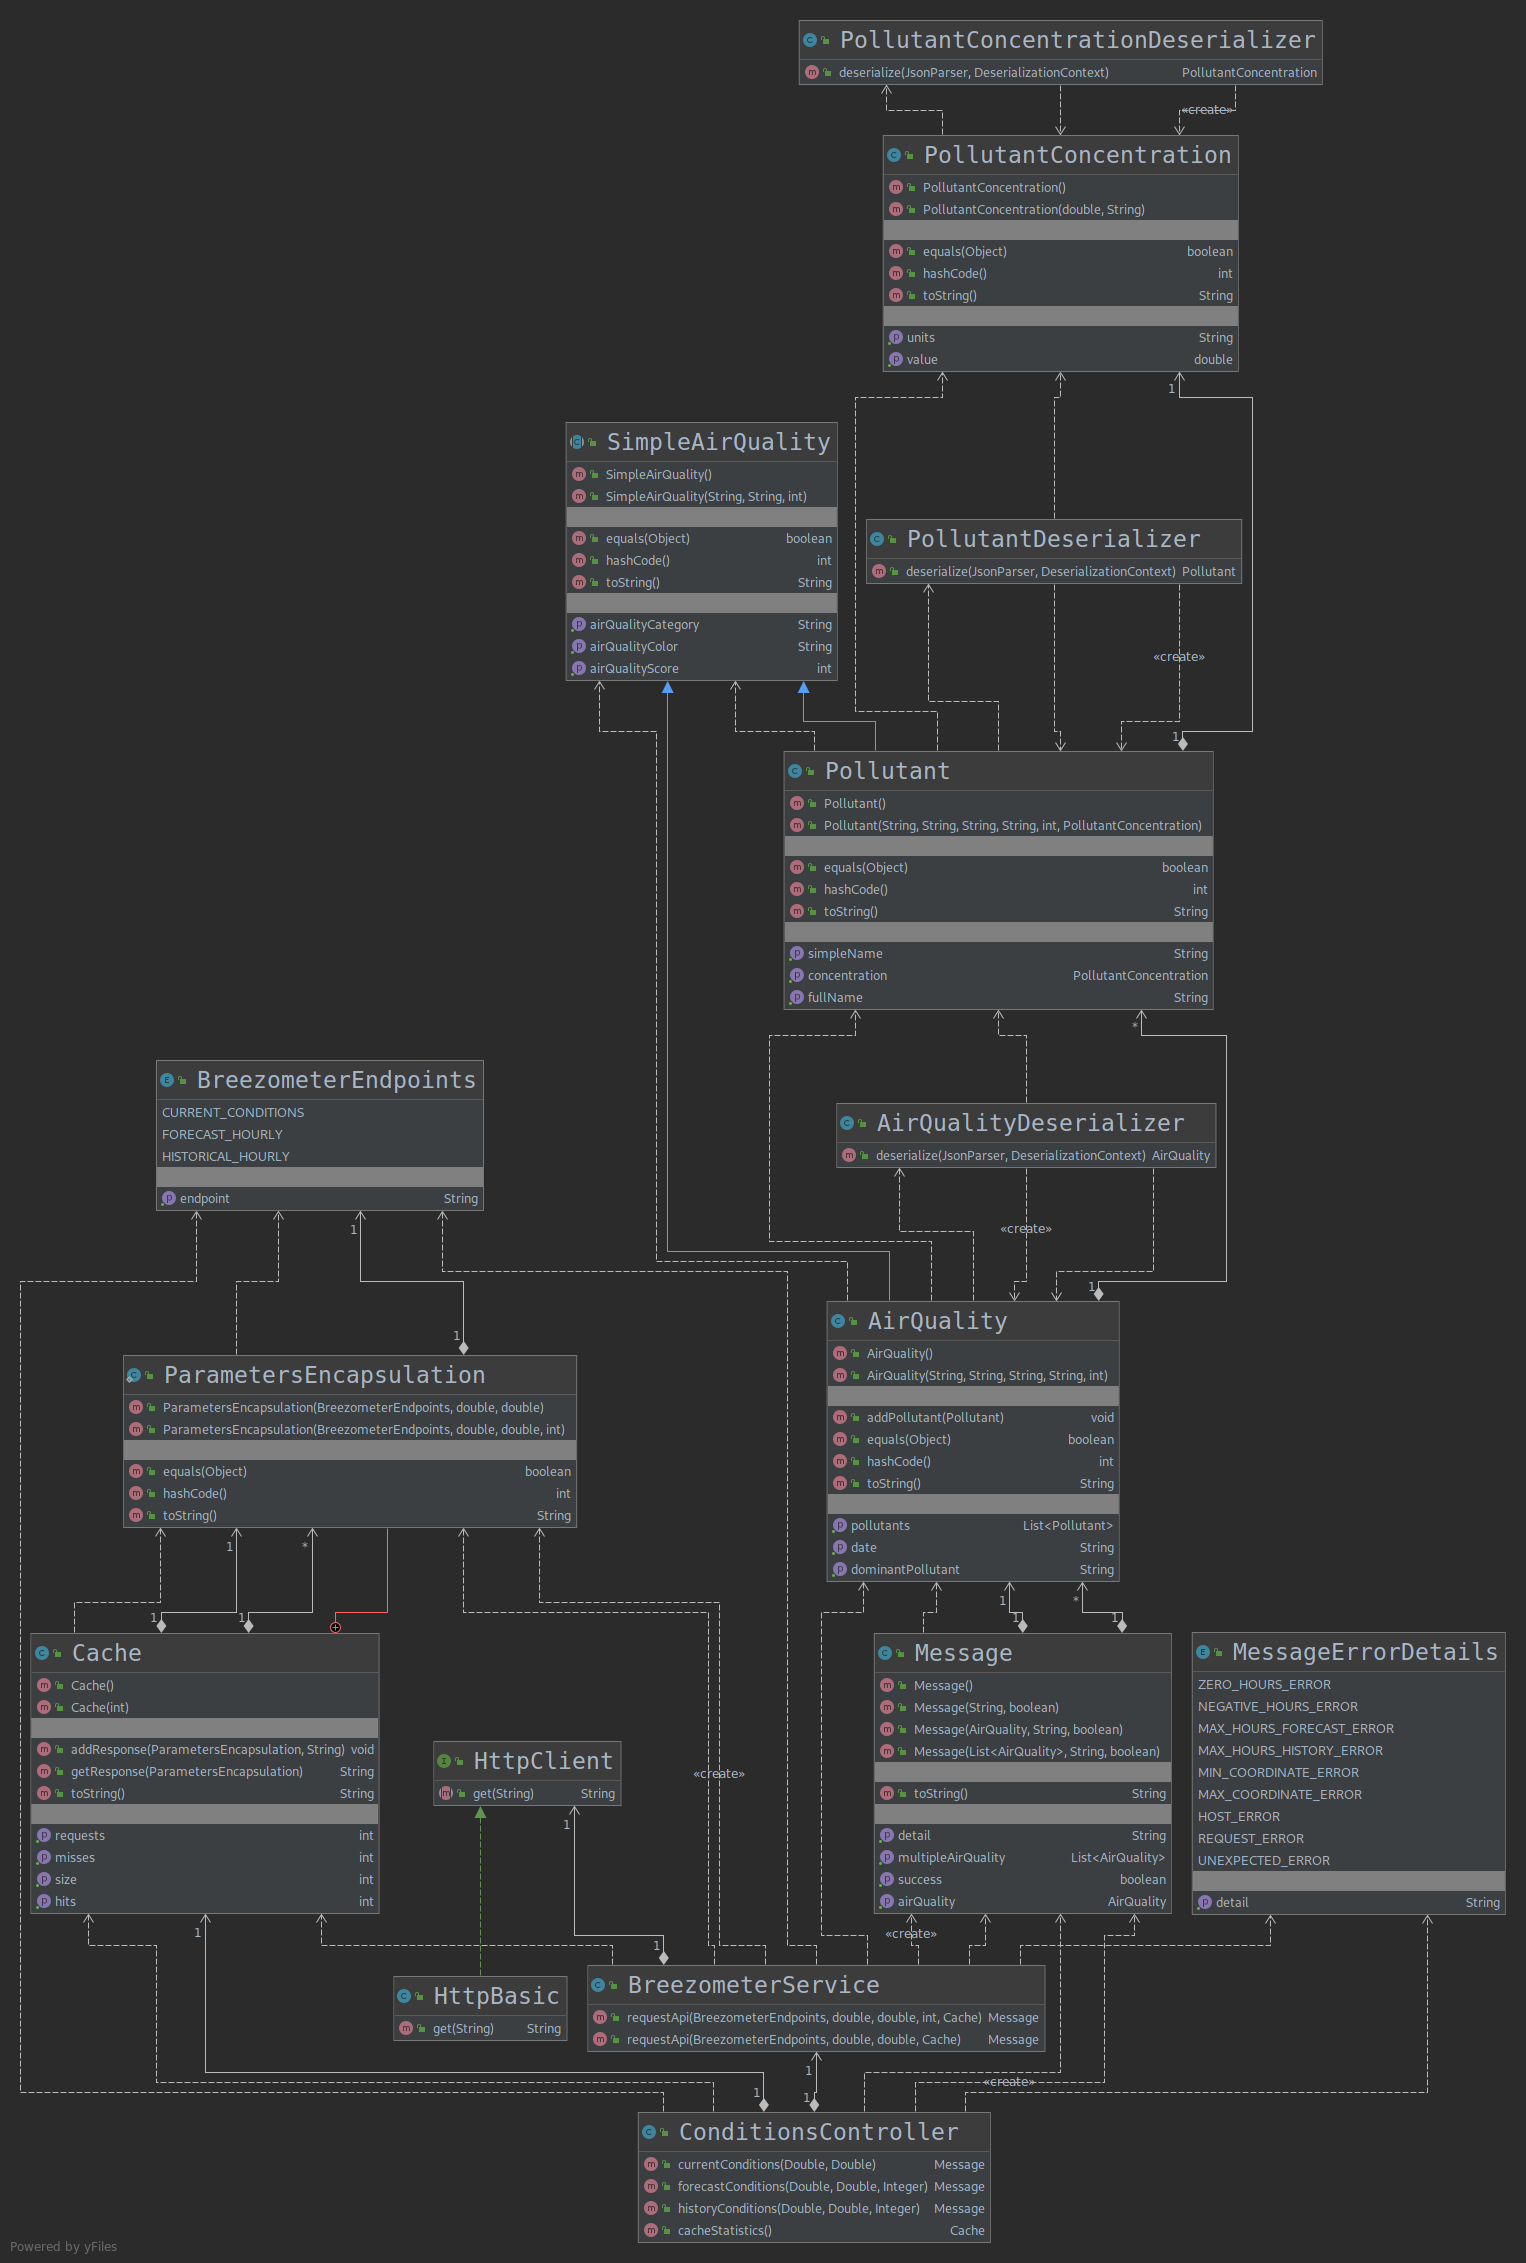 PollutantConcentrationDeserializer
deserialize(JsonParser, DeserializationContext) PollutantConcentration
«create»
PollutantConcentration
PollutantConcentration()
PollutantConcentration(double, String)
equals(Object) boolean
hashCode() int
toString() String
units String
value double
1
SimpleAirQuality
SimpleAirQuality()
SimpleAirQuality(String, String, int)
equals(Object) boolean
hashCode() int
toString() String
airQualityCategory String
airQualityColor String
airQualityScore int
PollutantDeserializer
deserialize(JsonParser, DeserializationContext) Pollutant
«create»
1
Pollutant
Pollutant()
Pollutant(String, String, String, String, int, PollutantConcentration)
equals(Object) boolean
hashCode() int
toString() String
simpleName String
concentration PollutantConcentration
fullName String
*
BreezometerEndpoints
CURRENT_CONDITIONS
FORECAST_HOURLY
HISTORICAL_HOURLY
endpoint String
1
AirQualityDeserializer
deserialize(JsonParser, DeserializationContext) AirQuality
«create»
1
AirQuality
AirQuality()
AirQuality(String, String, String, String, int)
addPollutant(Pollutant) void
equals(Object) boolean
hashCode() int
toString() String
pollutants List<Pollutant>
date String
dominantPollutant String
1
ParametersEncapsulation
ParametersEncapsulation(BreezometerEndpoints, double, double)
ParametersEncapsulation(BreezometerEndpoints, double, double, int)
equals(Object) boolean
hashCode() int
toString() String
1 *
1 1
1 *
1 1
Cache
Cache()
Cache(int)
addResponse(ParametersEncapsulation, String) void
getResponse(ParametersEncapsulation) String
toString() String
requests int
misses int
size int
hits int
HttpClient
get(String) String
«create»
Message
Message()
Message(String, boolean)
Message(AirQuality, String, boolean)
Message(List<AirQuality>, String, boolean)
toString() String
detail String
multipleAirQuality List<AirQuality>
success boolean
airQuality AirQuality
MessageErrorDetails
ZERO_HOURS_ERROR
NEGATIVE_HOURS_ERROR
MAX_HOURS_FORECAST_ERROR
MAX_HOURS_HISTORY_ERROR
MIN_COORDINATE_ERROR
MAX_COORDINATE_ERROR
HOST_ERROR
REQUEST_ERROR
UNEXPECTED_ERROR
detail String
1
1
1
«create»
HttpBasic
get(String) String
BreezometerService
requestApi(BreezometerEndpoints, double, double, int, Cache) Message
requestApi(BreezometerEndpoints, double, double, Cache) Message
1
«create»
1 1
ConditionsController
currentConditions(Double, Double) Message
forecastConditions(Double, Double, Integer) Message
historyConditions(Double, Double, Integer) Message
cacheStatistics() Cache
Powered by yFiles